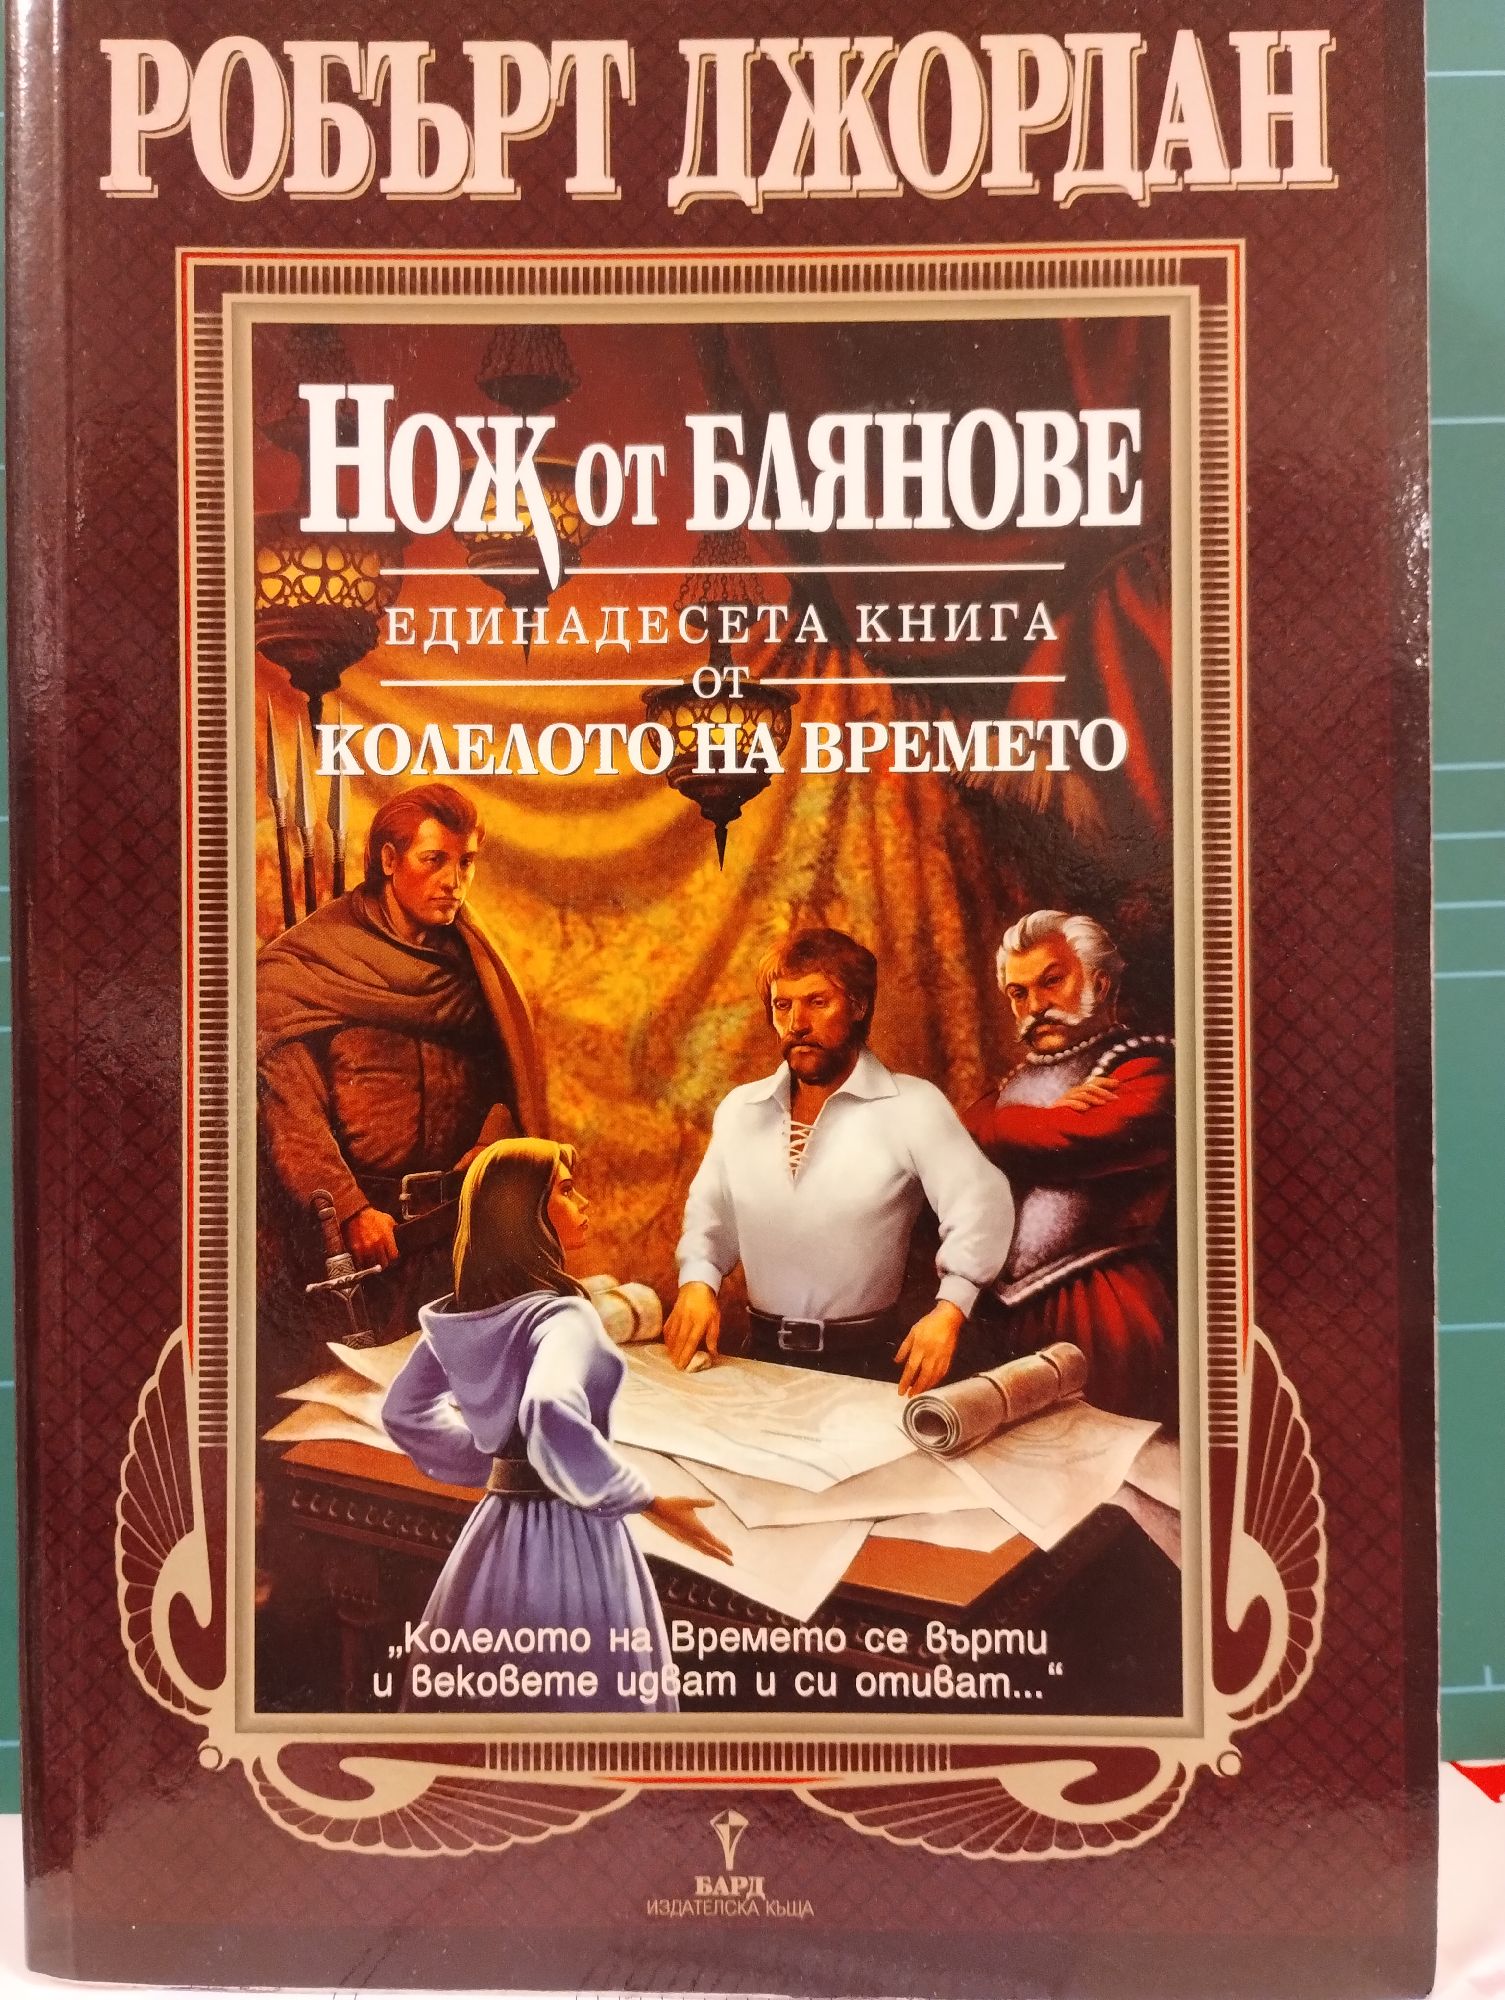 РОБЪРТ ДЖОРДАН
НОЖ ОТ БЛЯНОВЕ
ЕДИНАДЕСЕТА КНИГА
ОТ
КОЛЕЛОТО НА ВРЕМЕТО
„Колелото на Времето се върти
и вековете идват и си отиват...“
БАРД
ИЗДАТЕЛСКА КЪЩА